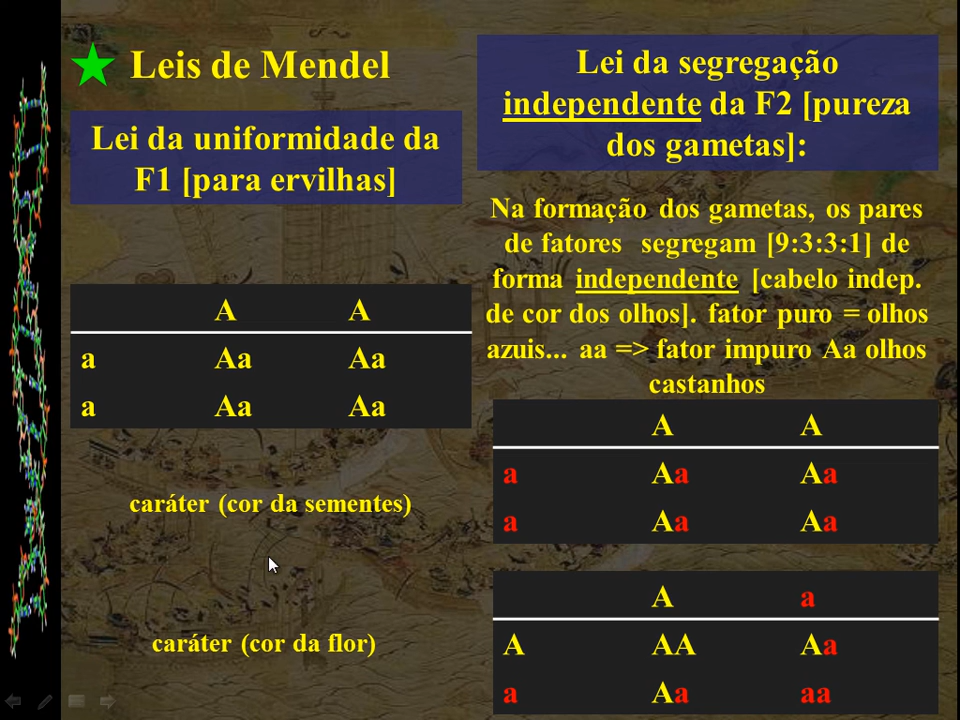 Leis de Mendel
Lei da uniformidade da
F1 [para ervilhas]
A A
a Aa Aa
a Aa Aa
caráter (cor da sementes)
caráter (cor da flor)
Lei da segregação
independente da F2 [pureza
dos gametas]:
Na formação dos gametas, os pares
de fatores segregam [9:3:3:1] de
forma independente [cabelo indep.
de cor dos olhos]. fator puro = olhos
azuis... aa => fator impuro Aa olhos
castanhos
A A
a Aa Aa
a Aa Aa
A a
A AA Aa
a Aa aa